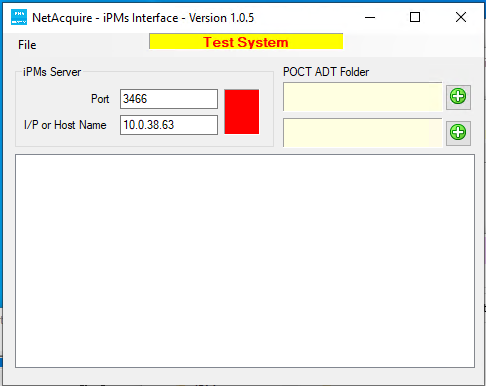 NetAcquire - iPMs Interface - Version 1.0.5
File
Test System
iPMs Server
Port
3466
I/P or Host Name
10.0.38.63
POCT ADT Folder